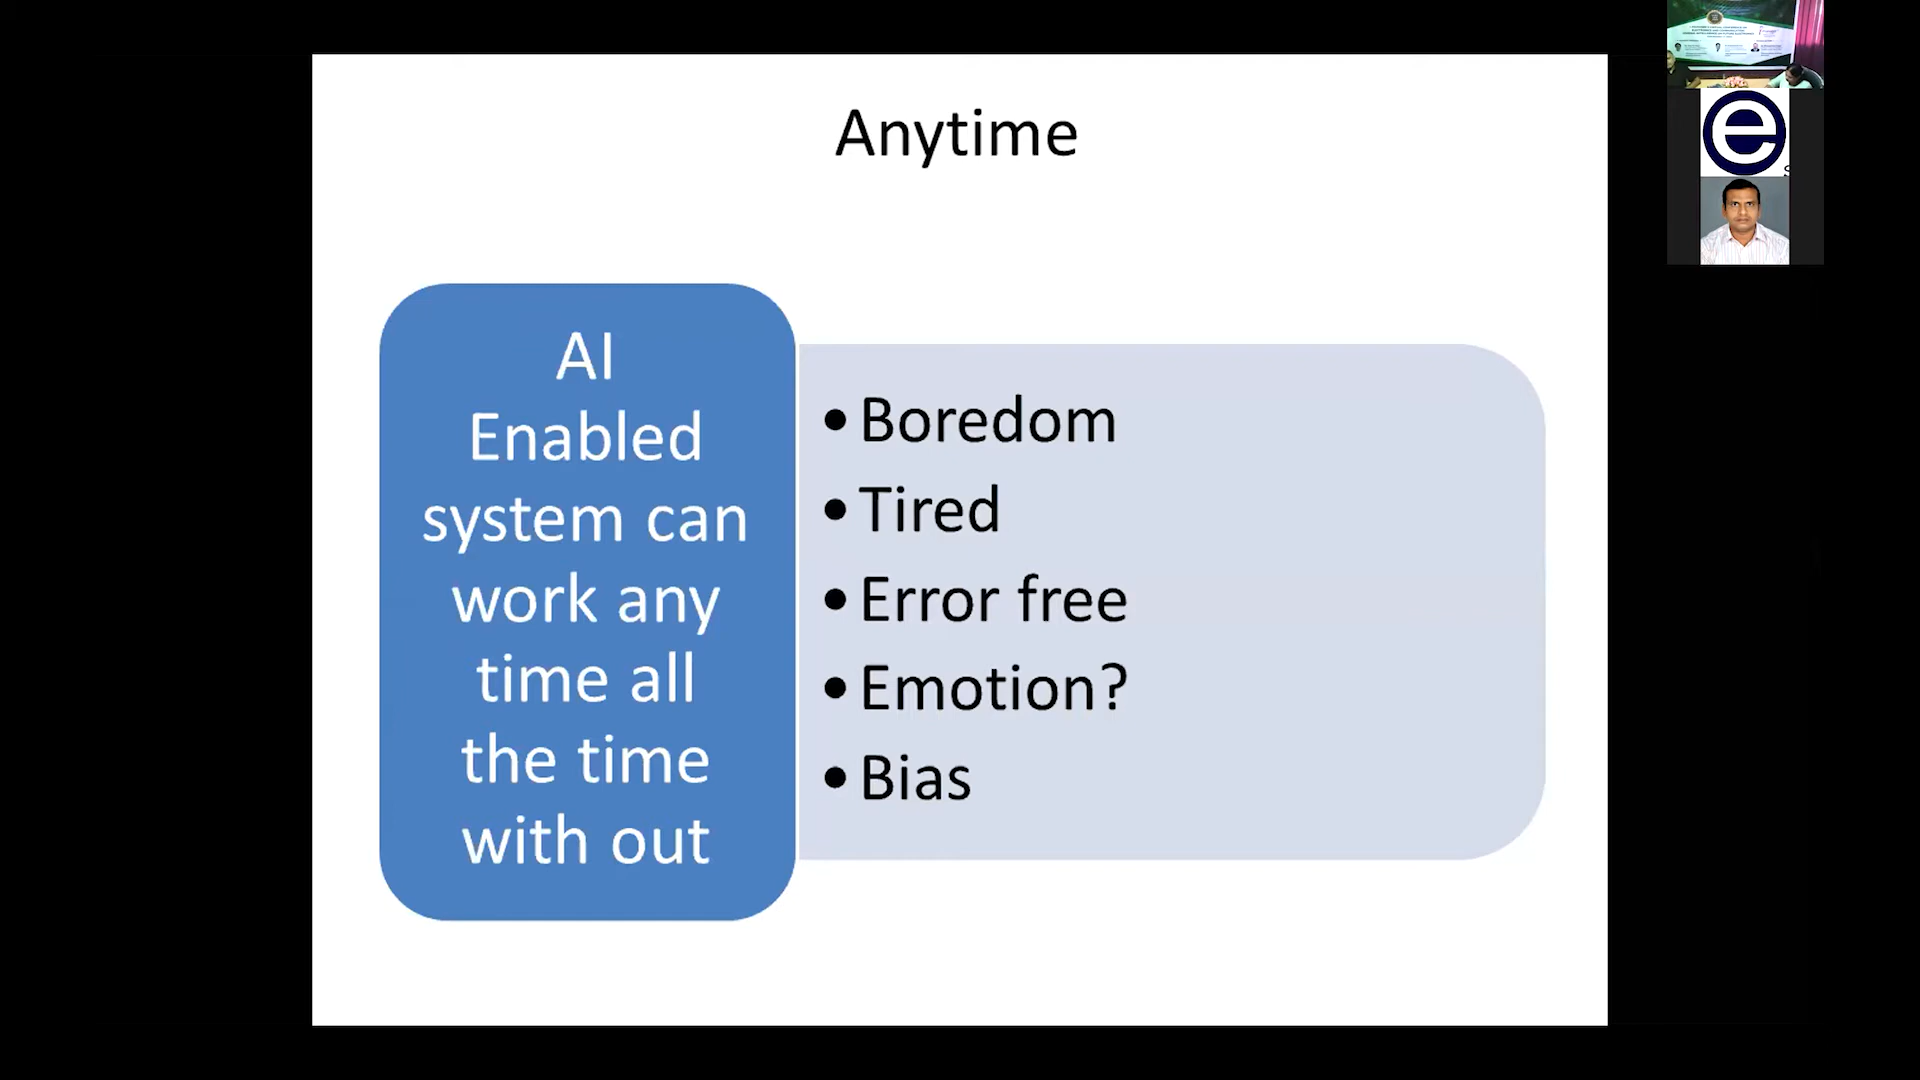 Anytime
AI
Enabled
system can
work any
time all
the time
with out
• Boredom
• Tired
• Error free
• Emotion?
• Bias
e